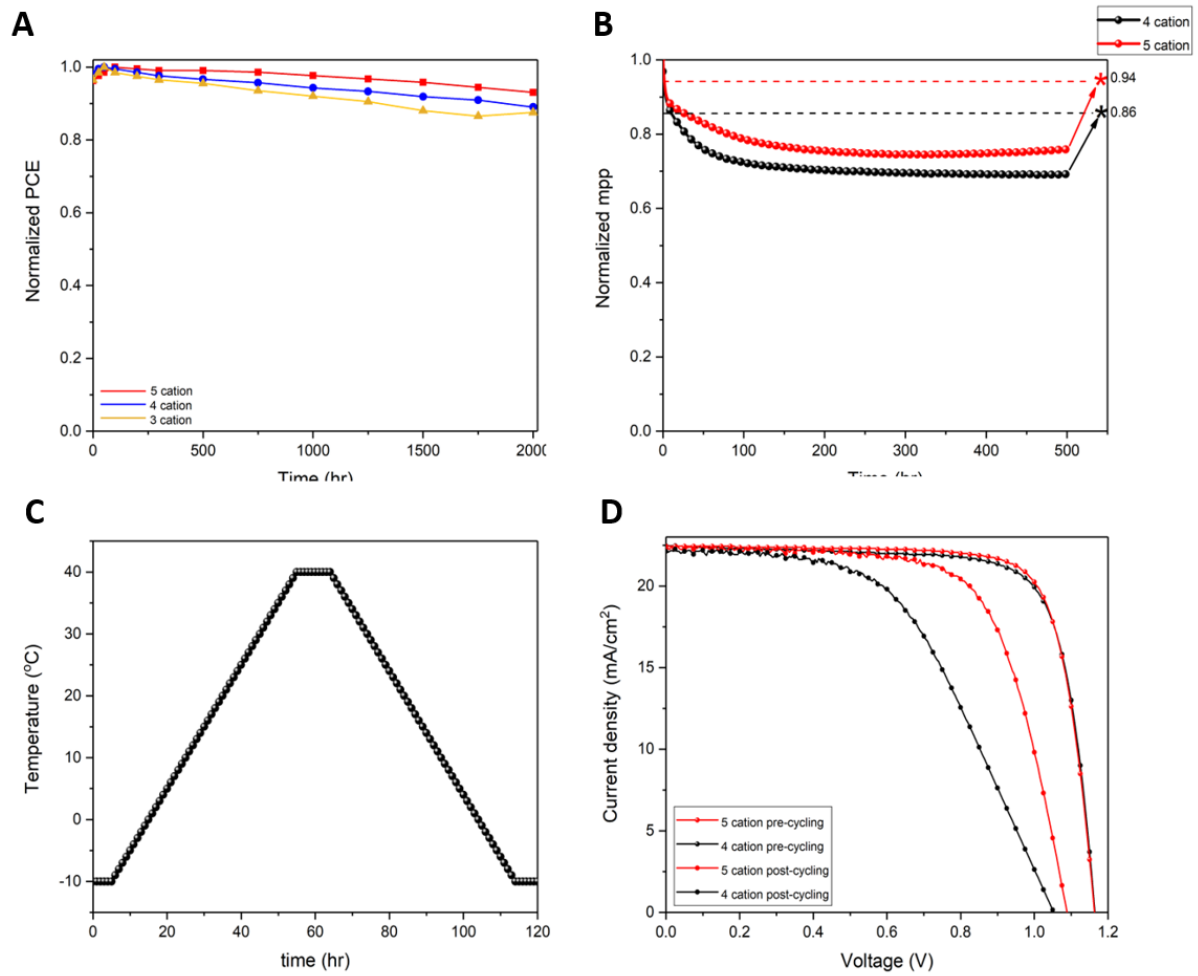 A
1.0
0.8
0.6
0.4
0.2
0.0
Normalized PCE
5 cation
4 cation
3 cation
0 500 1000 1500 2000
Time (hr)
B
4 cation
5 cation
1.0
0.8
0.6
0.4
0.2
0.0
Normalized mpp
0.94
0.86
0 100 200 300 400 500
Time (hr)
C
40
30
20
10
0
-10
Temperature (°C)
0 20 40 60 80 100 120
time (hr)
D
20
15
10
5
0
Current density (mA/cm²)
5 cation pre-cycling
4 cation pre-cycling
5 cation post-cycling
4 cation post-cycling
0.0 0.2 0.4 0.6 0.8 1.0 1.2
Voltage (V)